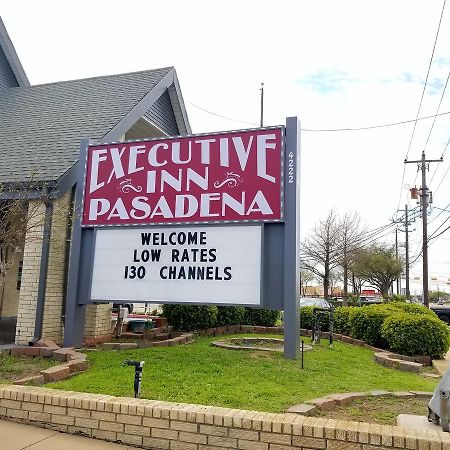 EXECUTIVE
INN
PASADENA
4222
WELCOME
LOW RATES
130 CHANNELS